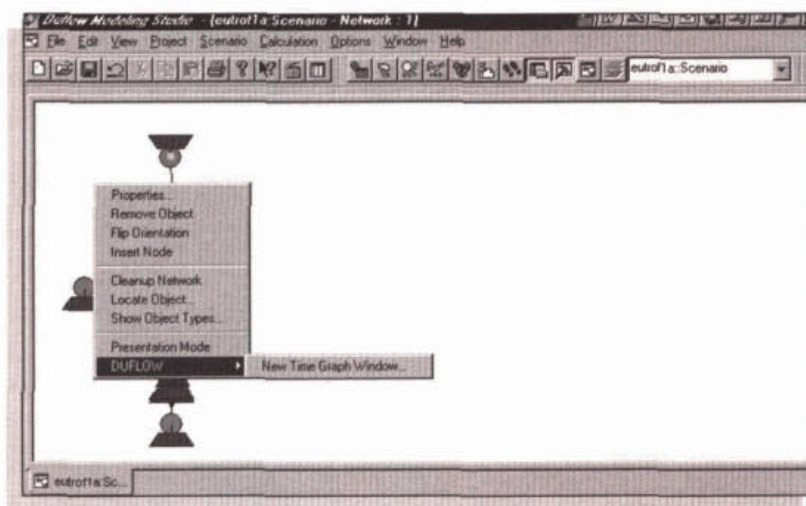 Duflow Modeling Studio - [eutrof1a:Scenario - Network : 1]
File Edit View Project Scenario Calculation Options Window Help
eutrof1a::Scenario
Properties...
Remove Object
Flip Orientation
Insert Node
Cleanup Network
Locate Object...
Show Object Types...
Presentation Mode
DUFLOW
New Time Graph Window...
eutrof1a:Sc...